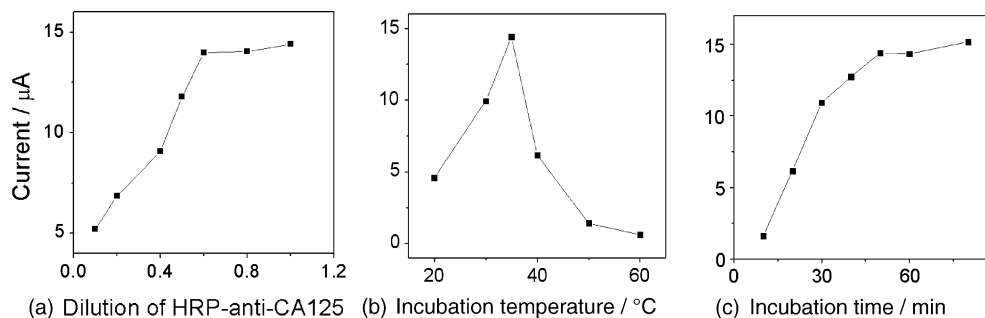 Current / μA
15
10
5
0.0 0.4 0.8 1.2
(a) Dilution of HRP-anti-CA125
15
10
5
0
20 40 60
(b) Incubation temperature / °C
15
10
5
0
0 30 60
(c) Incubation time / min